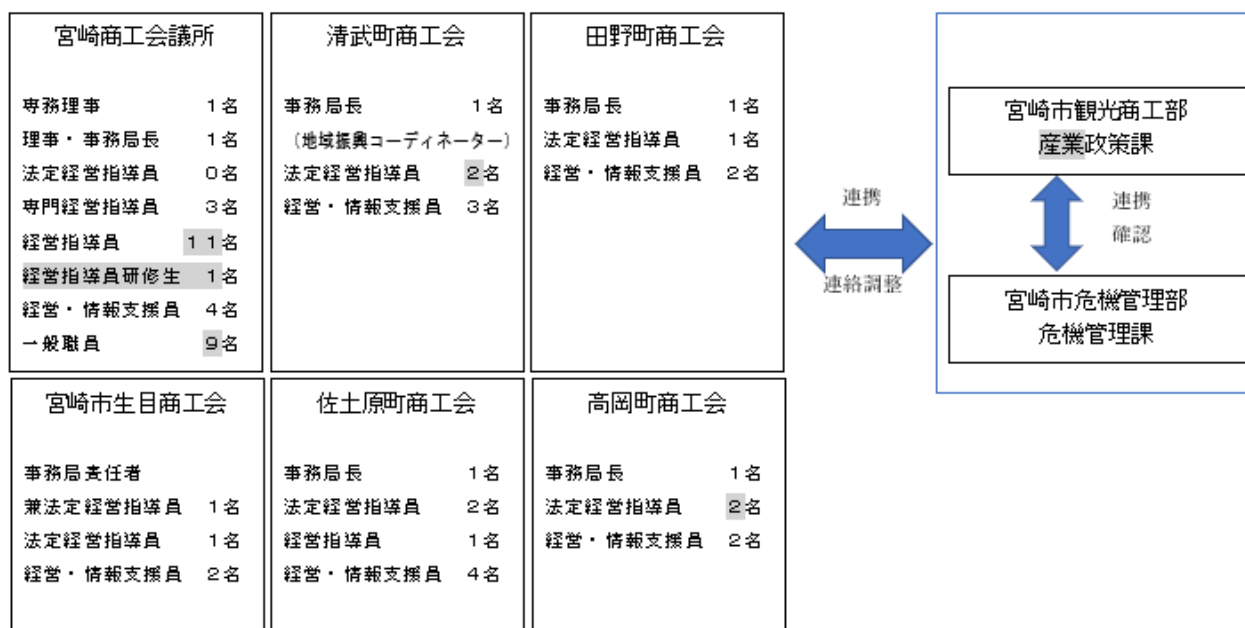 宮崎商工会議所
専務理事 1名
理事・事務局長 1名
法定経営指導員 0名
専門経営指導員 3名
経営指導員 11名
経営指導員研修生 1名
経営・情報支援員 4名
一般職員 9名
清武町商工会
事務局長 1名
(地域振興コーディネーター)
法定経営指導員 2名
経営・情報支援員 3名
田野町商工会
事務局長 1名
法定経営指導員 1名
経営・情報支援員 2名
宮崎市生目商工会
事務局責任者
兼法定経営指導員 1名
法定経営指導員 1名
経営・情報支援員 2名
佐土原町商工会
事務局長 1名
法定経営指導員 2名
経営指導員 1名
経営・情報支援員 4名
高岡町商工会
事務局長 1名
法定経営指導員 2名
経営・情報支援員 2名
連携
連絡調整
宮崎市観光商工部
産業政策課
連携
確認
宮崎市危機管理部
危機管理課